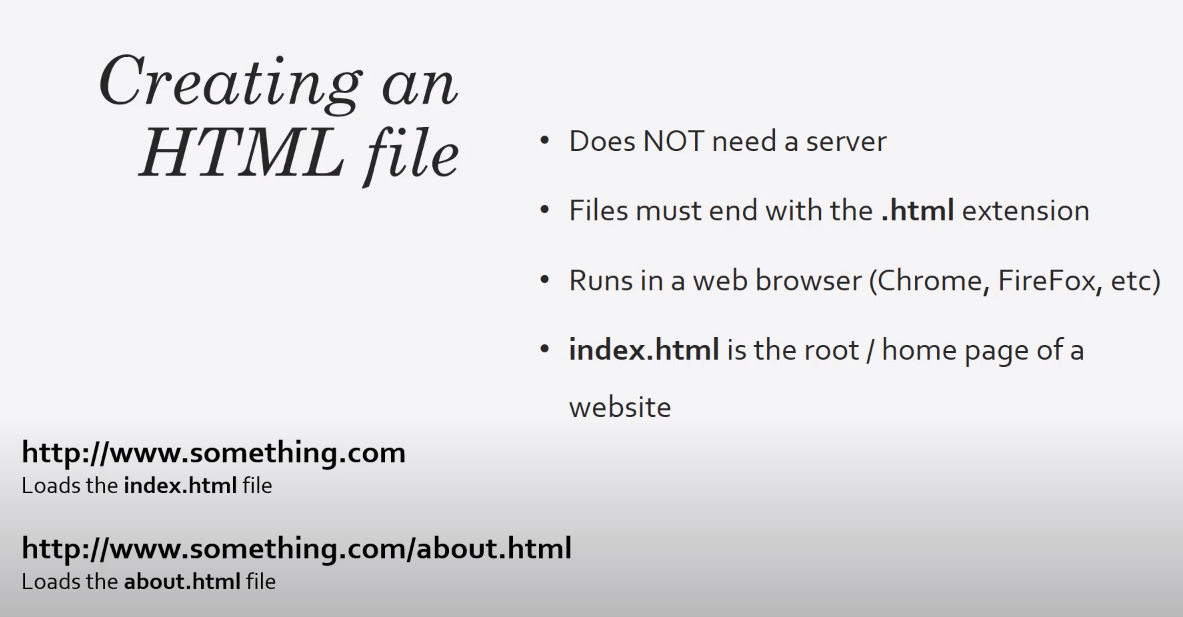 Creating an
HTML file
• Does NOT need a server
• Files must end with the .html extension
• Runs in a web browser (Chrome, FireFox, etc)
• index.html is the root / home page of a
website
http://www.something.com
Loads the index.html file
http://www.something.com/about.html
Loads the about.html file